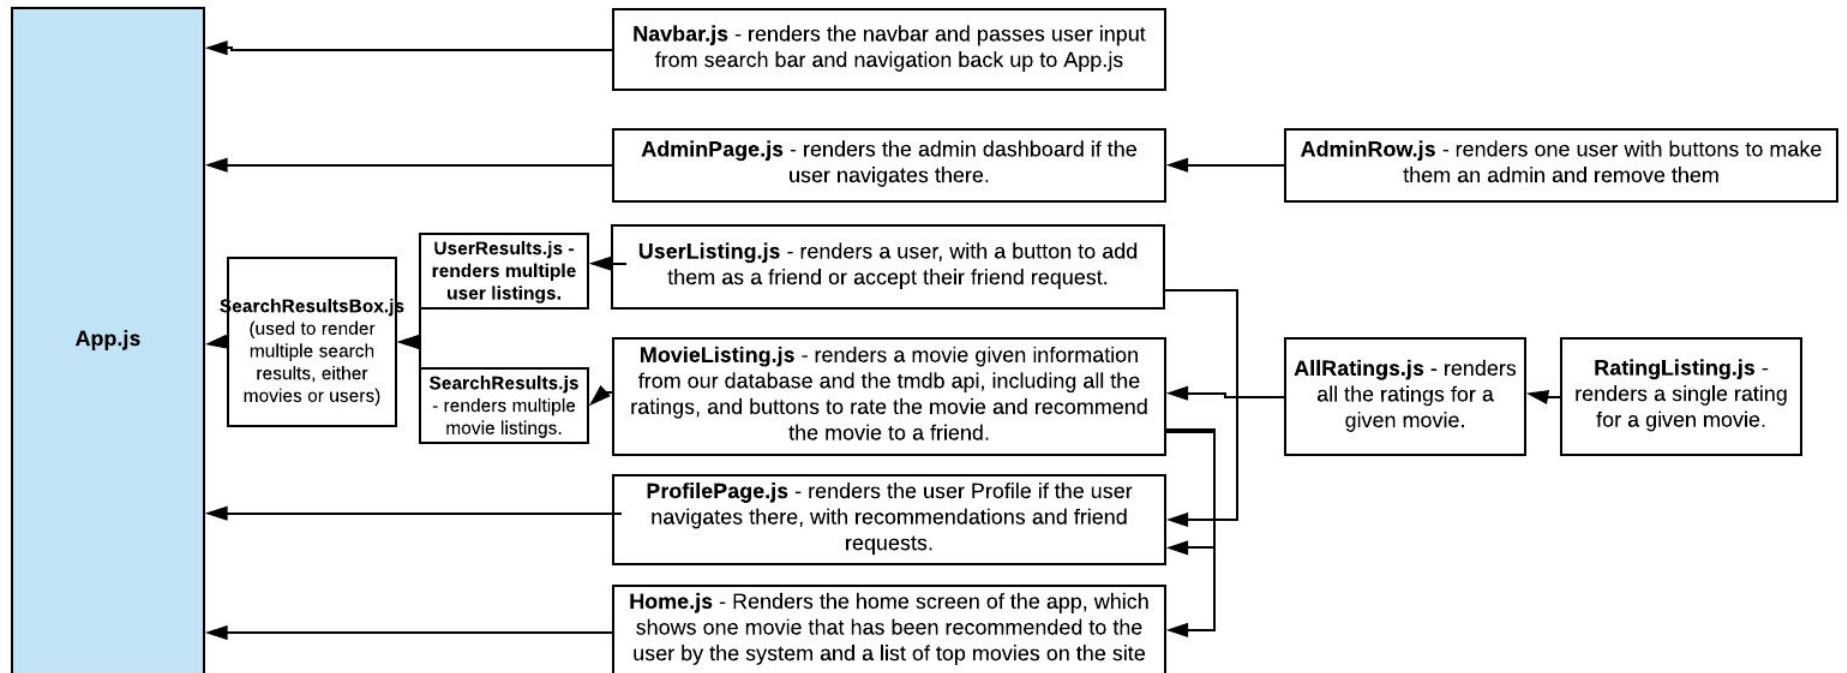 App.js
Navbar.js - renders the navbar and passes user input
from search bar and navigation back up to App.js
AdminPage.js - renders the admin dashboard if the
user navigates there.
AdminRow.js - renders one user with buttons to make
them an admin and remove them
SearchResultsBox.js
(used to render
multiple search
results, either
movies or users)
UserResults.js -
renders multiple
user listings.
UserListing.js - renders a user, with a button to add
them as a friend or accept their friend request.
SearchResults.js
- renders multiple
movie listings.
MovieListing.js - renders a movie given information
from our database and the tmdb api, including all the
ratings, and buttons to rate the movie and recommend
the movie to a friend.
AllRatings.js - renders
all the ratings for a
given movie.
RatingListing.js -
renders a single rating
for a given movie.
ProfilePage.js - renders the user Profile if the user
navigates there, with recommendations and friend
requests.
Home.js - Renders the home screen of the app, which
shows one movie that has been recommended to the
user by the system and a list of top movies on the site